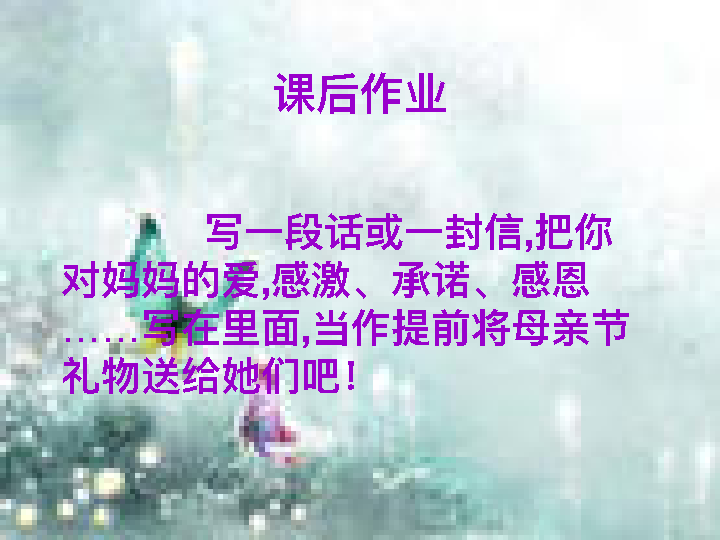 课后作业
写一段话或一封信,把你
对妈妈的爱,感激、承诺、感恩
……写在里面,当作提前将母亲节
礼物送给她们吧！